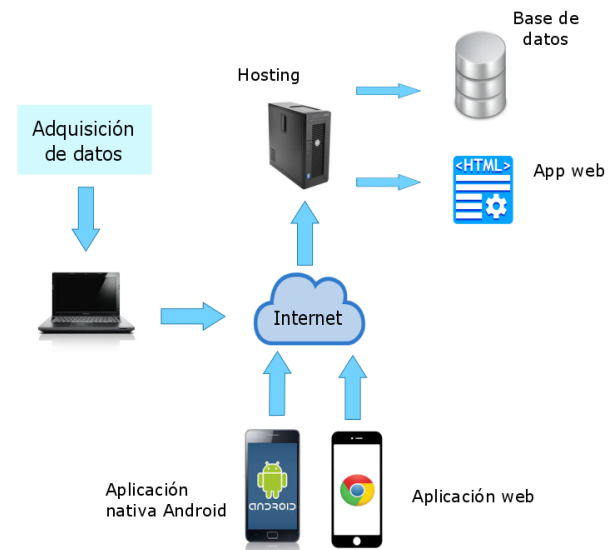 Base de
datos
Hosting
Adquisición
de datos
<HTML>
App web
Internet
ANDROID
Aplicación
nativa Android
Aplicación web